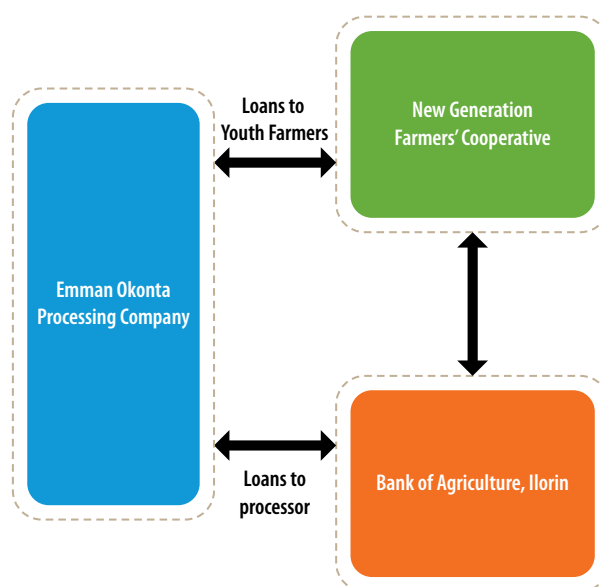 Loans to
Youth Farmers
New Generation
Farmers’ Cooperative
Emman Okonta
Processing Company
Loans to
processor
Bank of Agriculture, Ilorin